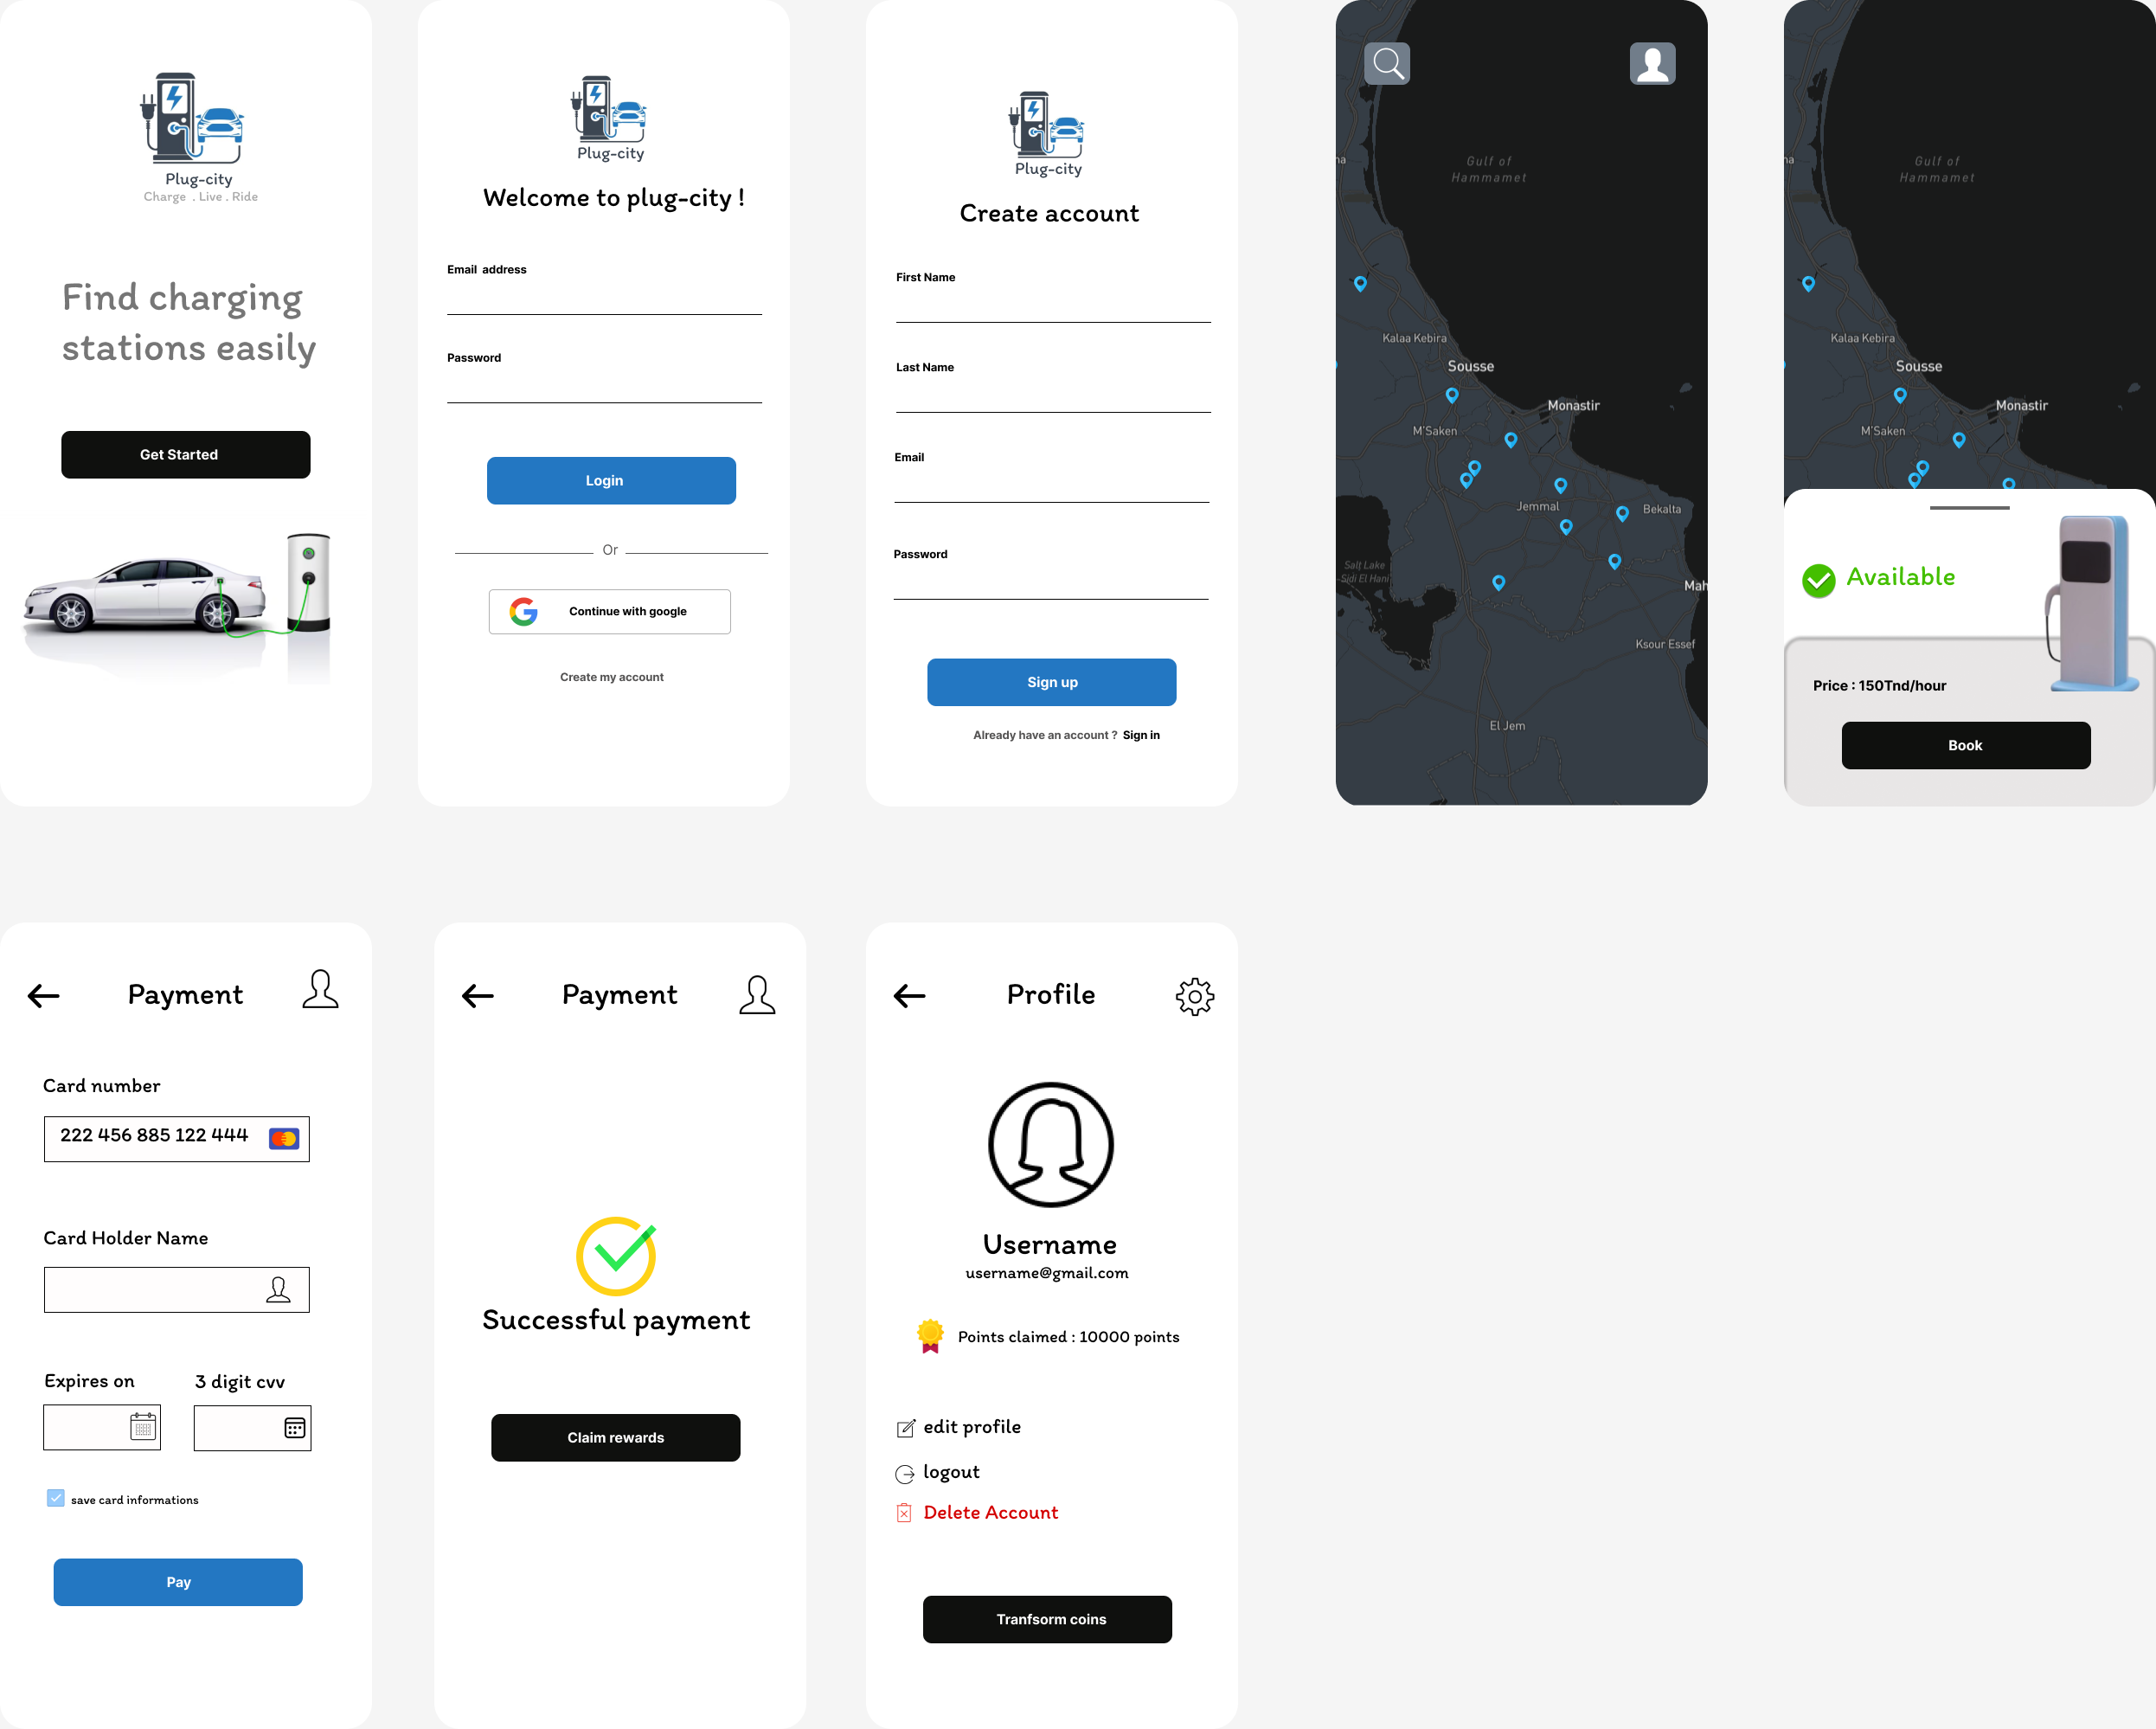 Plug-city
Charge . Live . Ride
Find charging
stations easily
Get Started
Plug-city
Welcome to plug-city !
Email address
Password
Login
Or
Continue with google
Create my account
Plug-city
Create account
First Name
Last Name
Email
Password
Sign up
Already have an account ? Sign in
na
Gulf of
Hammamet
Kalaa Kebira
Sousse
Monastir
M'Saken
Jemmal
Bekalta
Salt Lake
Sidi El Hani
Mah
Ksour Essef
El Jem
na
Gulf of
Hammamet
Kalaa Kebira
Sousse
Monastir
M'Saken
Available
Price : 150Tnd/hour
Book
Payment
Card number
222 456 885 122 444
Card Holder Name
Expires on
3 digit cvv
save card informations
Pay
Payment
Successful payment
Claim rewards
Profile
Username
username@gmail.com
Points claimed : 10000 points
edit profile
logout
Delete Account
Tranfsorm coins